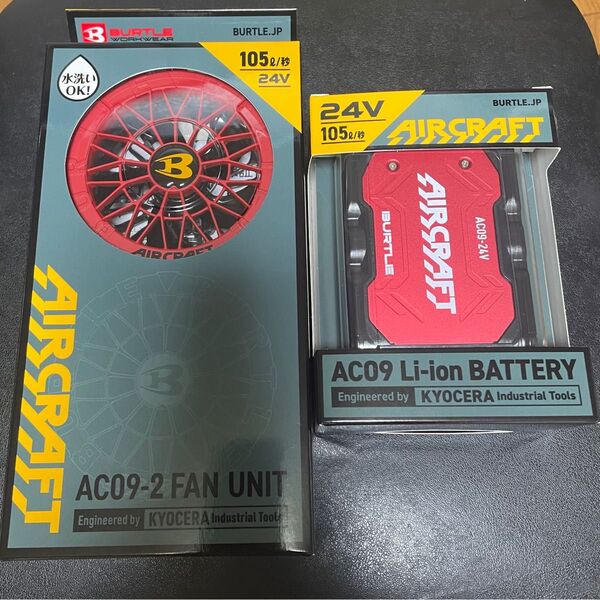 BURTLE
WORKWEAR
BURTLE.JP
水洗い
OK!
105ℓ/秒
24V
B
AIRCRAFT
AIRCRAFT
B
AC09-2 FAN UNIT
Engineered by KYOCERA Industrial Tools
24V
105ℓ/秒
BURTLE.JP
AIRCRAFT
AIRCRAFT
BURTLE
AC09-24V
AC09 Li-ion BATTERY
Engineered by KYOCERA Industrial Tools